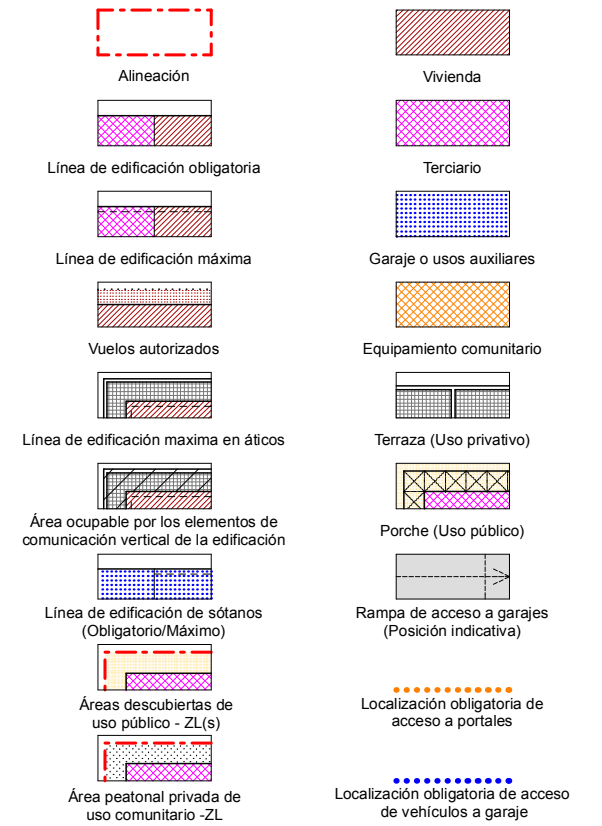 Alineación
Vivienda
Línea de edificación obligatoria
Terciario
Línea de edificación máxima
Garaje o usos auxiliares
Vuelos autorizados
Equipamiento comunitario
Línea de edificación maxima en áticos
Terraza (Uso privativo)
Área ocupable por los elementos de
comunicación vertical de la edificación
Porche (Uso público)
Línea de edificación de sótanos
(Obligatorio/Máximo)
Rampa de acceso a garajes
(Posición indicativa)
Áreas descubiertas de
uso público - ZL(s)
Localización obligatoria de
acceso a portales
Área peatonal privada de
uso comunitario -ZL
Localización obligatoria de acceso
de vehículos a garaje